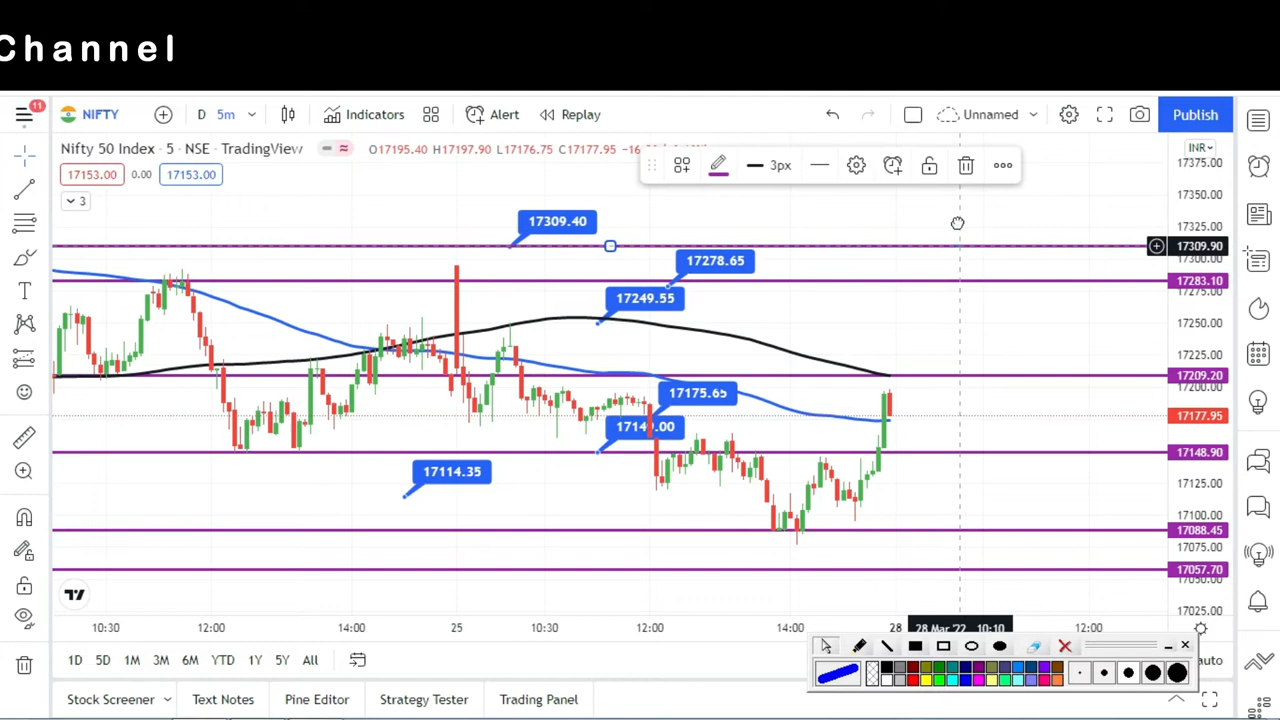 Channel
11
NIFTY
D
5m
Indicators
Alert
Replay
Unnamed
Publish
Nifty 50 Index · 5 · NSE · TradingView
O17195.40 H17197.90 L17176.75 C17177.95
3px
INR
17153.00
0.00
17153.00
3
17375.00
17350.00
17325.00
17309.90
17300.00
17283.10
17275.00
17250.00
17225.00
17209.20
17200.00
17177.95
17148.90
17125.00
17100.00
17088.45
17075.00
17057.70
17050.00
17025.00
17309.40
17278.65
17249.55
17175.65
17114.35
10:30
12:00
14:00
25
10:30
12:00
14:00
28
28 Mar '22 10:10
12:00
1D
5D
1M
3M
6M
YTD
1Y
5Y
All
auto
Stock Screener
Text Notes
Pine Editor
Strategy Tester
Trading Panel